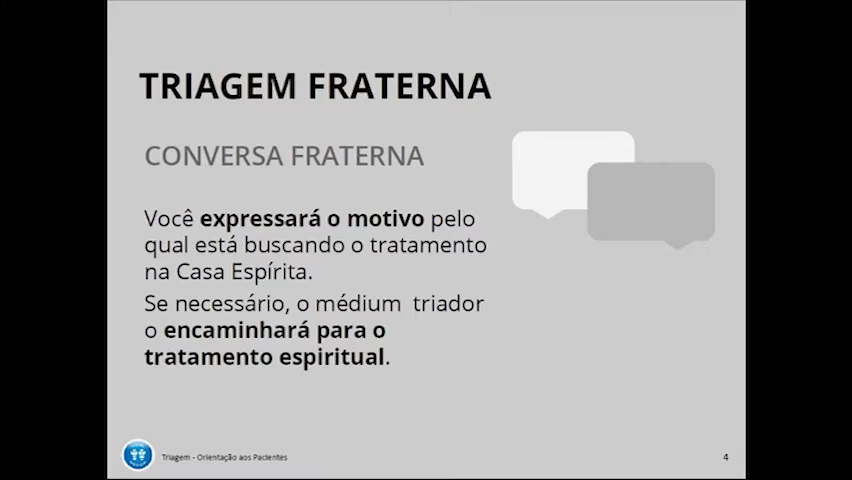 TRIAGEM FRATERNA
CONVERSA FRATERNA
Você expressará o motivo pelo
qual está buscando o tratamento
na Casa Espírita.
Se necessário, o médium triador
o encaminhará para o
tratamento espiritual.
Triagem - Orientação aos Pacientes
4